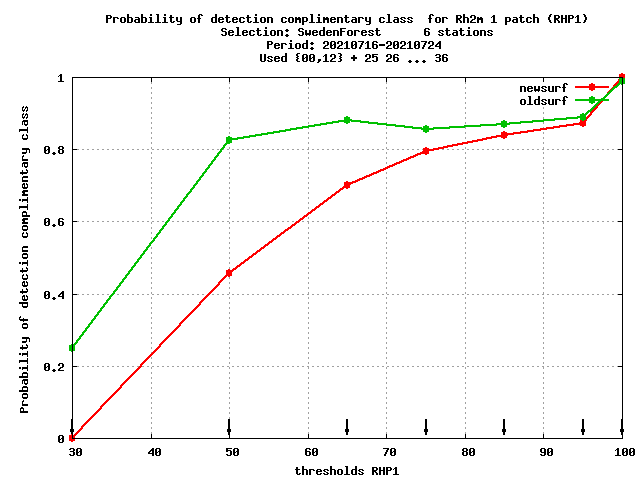 Probability of detection complimentary class  for Rh2m 1 patch (RHP1)
Selection: SwedenForest      6 stations
Period: 20210716-20210724
Used {00,12} + 25 26 ... 36
newsurf
oldsurf
Probability of detection complimentary class
1
0.8
0.6
0.4
0.2
0
30 40 50 60 70 80 90 100
thresholds RHP1